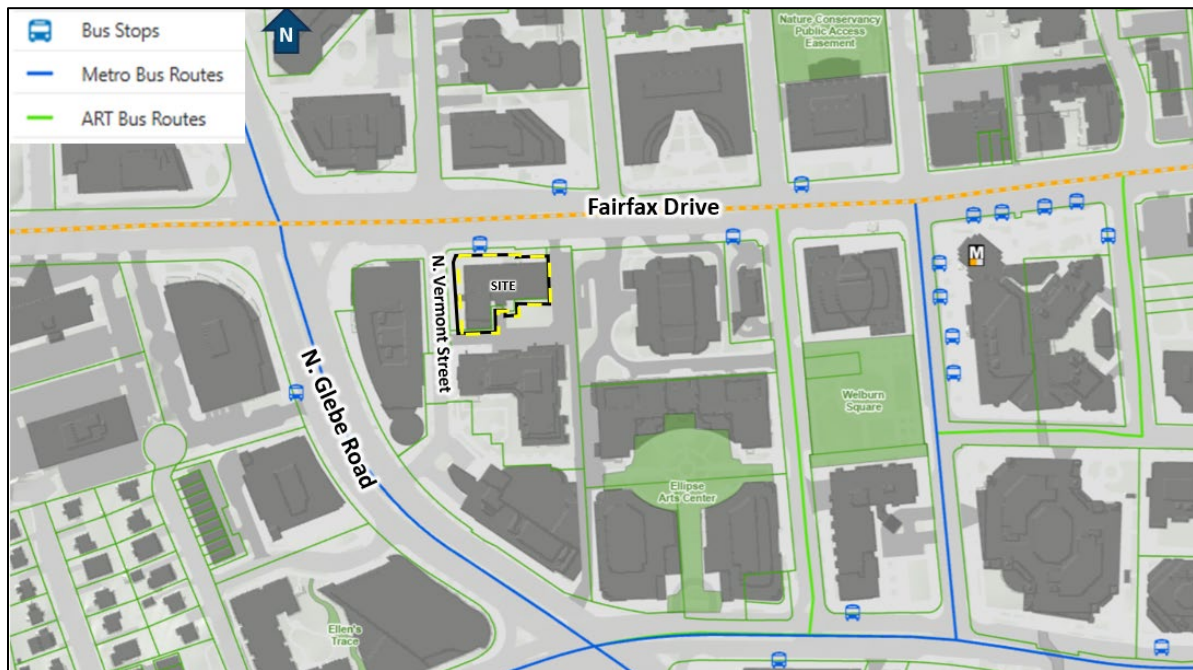 Bus Stops
Metro Bus Routes
ART Bus Routes
N
Nature Conservancy
Public Access
Easement
Fairfax Drive
M
N. Vermont Street
SITE
N. Glebe Road
Welburn
Square
Ellipse
Arts Center
Ellen's
Trace